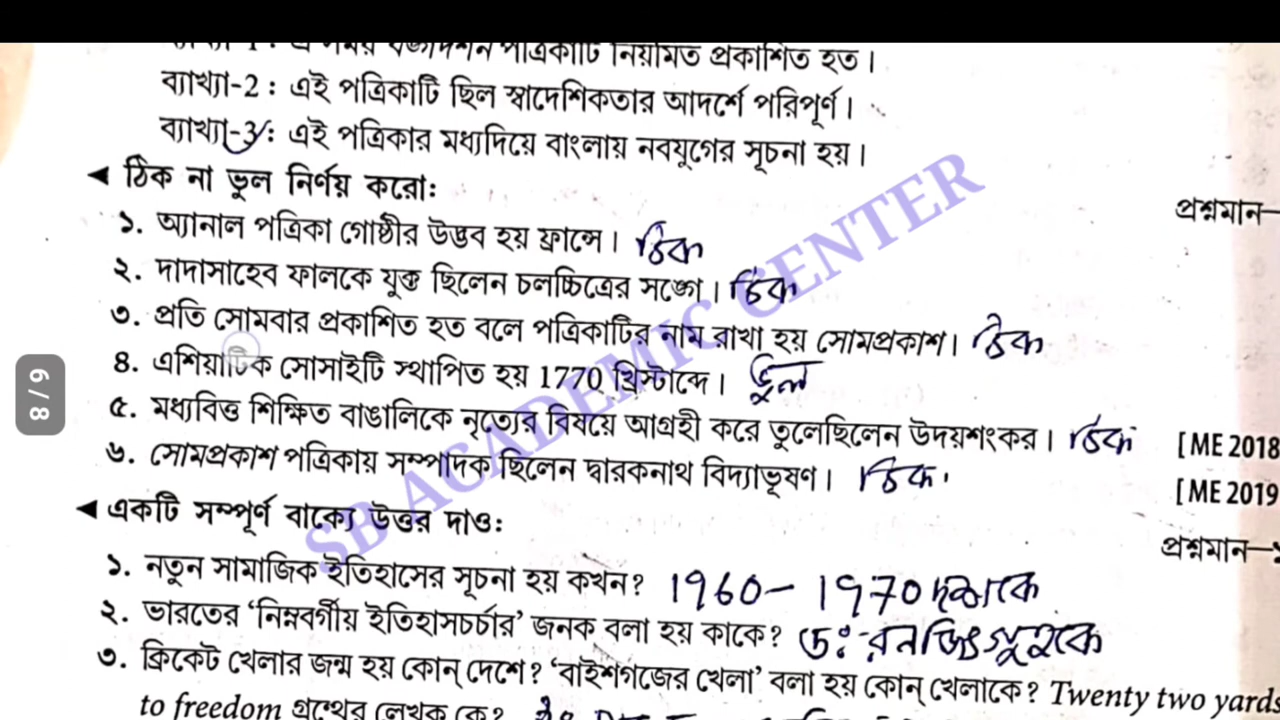 পত্রিকাটি নিয়মিত প্রকাশিত হত।
ব্যাখ্যা-2 : এই পত্রিকাটি ছিল স্বাদেশিকতার আদর্শে পরিপূর্ণ।
ব্যাখ্যা-3 : এই পত্রিকার মধ্যদিয়ে বাংলায় নবযুগের সূচনা হয়।
◄ ঠিক না ভুল নির্ণয় করো:
প্রশ্নমান—
১. অ্যানাল পত্রিকা গোষ্ঠীর উদ্ভব হয় ফ্রান্সে। ঠিক
২. দাদাসাহেব ফালকে যুক্ত ছিলেন চলচ্চিত্রের সঙ্গে। ঠিক
৩. প্রতি সোমবার প্রকাশিত হত বলে পত্রিকাটির নাম রাখা হয় সোমপ্রকাশ। ঠিক
৪. এশিয়াটিক সোসাইটি স্থাপিত হয় 1770 খ্রিস্টাব্দে। ভুল
৫. মধ্যবিত্ত শিক্ষিত বাঙালিকে নৃত্যের বিষয়ে আগ্রহী করে তুলেছিলেন উদয়শংকর। ঠিক [ME 2018
৬. সোমপ্রকাশ পত্রিকায় সম্পাদক ছিলেন দ্বারকনাথ বিদ্যাভূষণ। ঠিক [ME 2019
◄ একটি সম্পূর্ণ বাক্যে উত্তর দাও:
প্রশ্নমান—১
১. নতুন সামাজিক ইতিহাসের সূচনা হয় কখন? 1960 – 1970 দশকে
২. ভারতের 'নিম্নবর্গীয় ইতিহাসচর্চার' জনক বলা হয় কাকে? ডঃ রনজিৎ গুহকে
৩. ক্রিকেট খেলার জন্ম হয় কোন্ দেশে? 'বাইশগজের খেলা' বলা হয় কোন্ খেলাকে? Twenty two yards
to freedom গ্রন্থের লেখক কে?
SB ACADEMIC CENTER
6/8